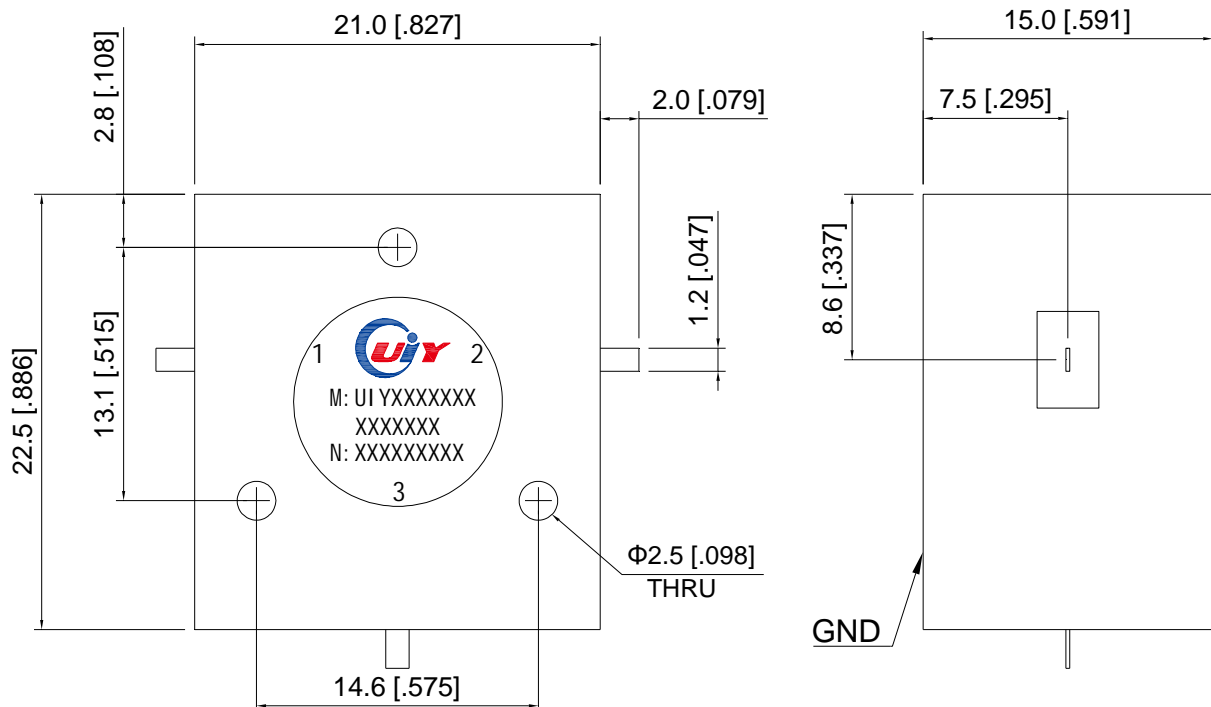 21.0 [.827]
15.0 [.591]
2.8 [.108]
2.0 [.079]
7.5 [.295]
1.2 [.047]
8.6 [.337]
22.5 [.886]
13.1 [.515]
1
UIY
2
M: UIYXXXXXXX
XXXXXXX
N: XXXXXXXXX
3
Φ2.5 [.098]
THRU
GND
14.6 [.575]